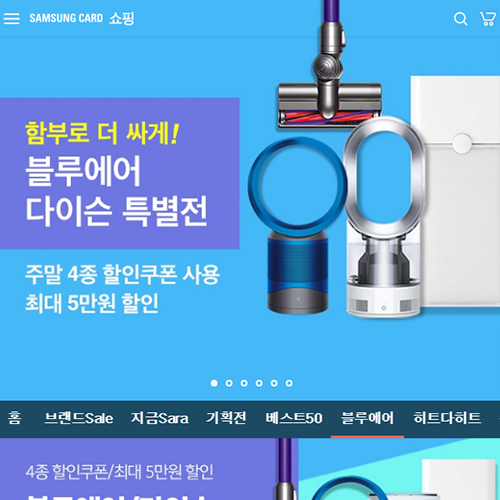 SAMSUNG CARD 쇼핑
함부로 더 싸게!
블루에어
다이슨 특별전
주말 4종 할인쿠폰 사용
최대 5만원 할인
홈 브랜드Sale 지금Sara 기획전 베스트50 블루에어 히트다히트
4종 할인쿠폰/최대 5만원 할인